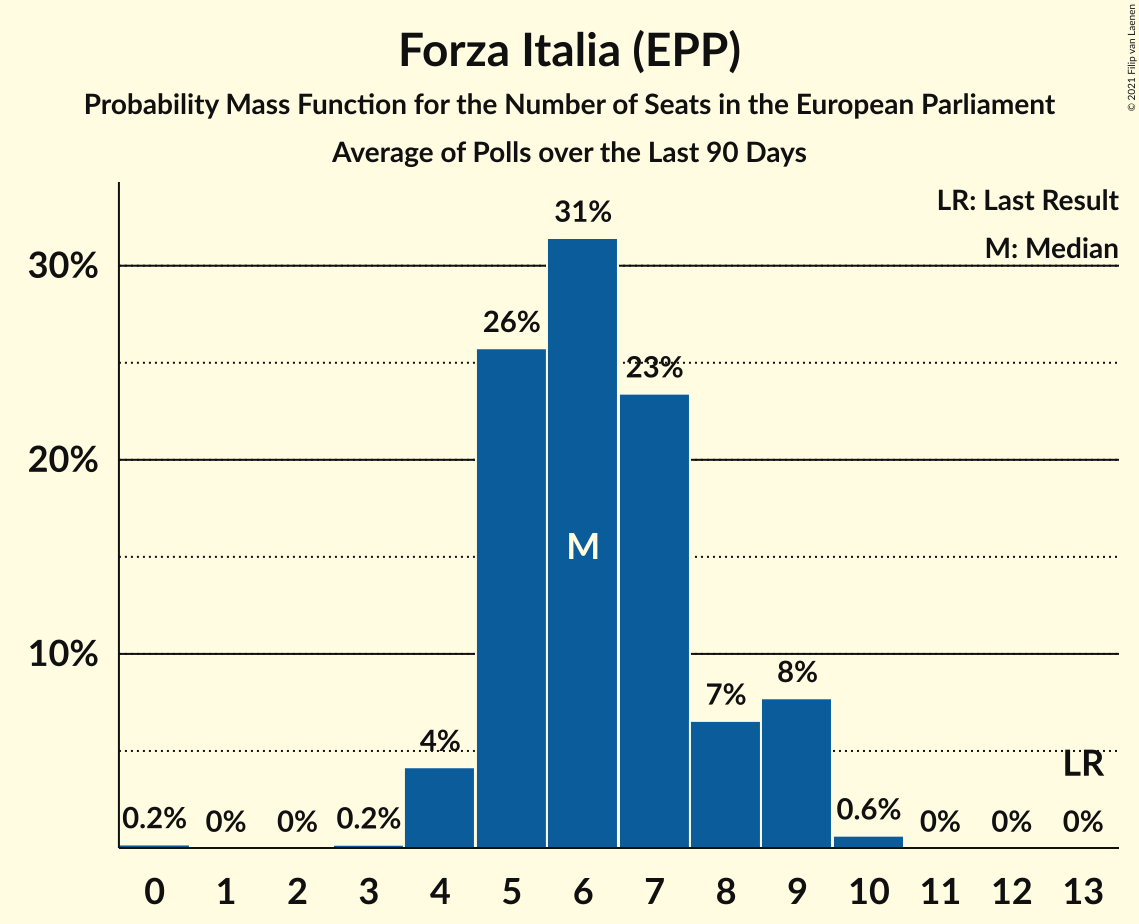 Forza Italia (EPP)
Probability Mass Function for the Number of Seats in the European Parliament
Average of Polls over the Last 90 Days
© 2021 Filip van Laenen
LR: Last Result
M: Median
30%
20%
10%
0.2% 0% 0% 0.2% 4% 26% 31% 23% 7% 8% 0.6% 0% 0% 0%
M
LR
0 1 2 3 4 5 6 7 8 9 10 11 12 13